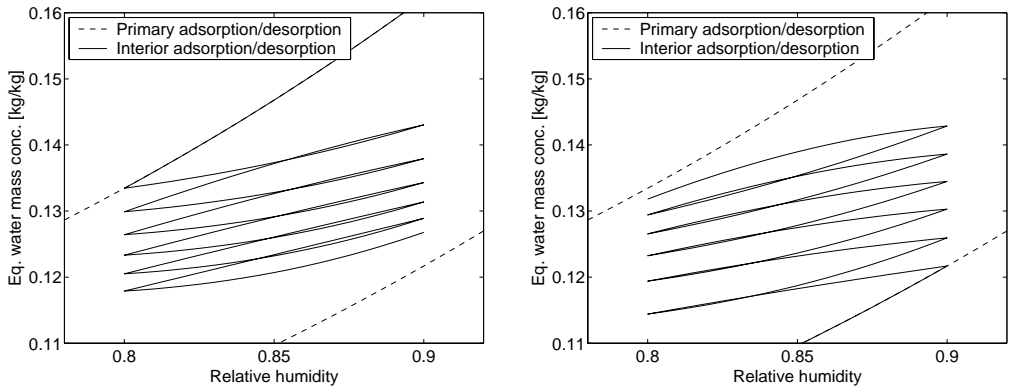 0.16
0.15
0.14
0.13
0.12
0.11
Eq. water mass conc. [kg/kg]
Primary adsorption/desorption
Interior adsorption/desorption
0.8
0.85
0.9
Relative humidity
0.16
0.15
0.14
0.13
0.12
0.11
Eq. water mass conc. [kg/kg]
Primary adsorption/desorption
Interior adsorption/desorption
0.8
0.85
0.9
Relative humidity